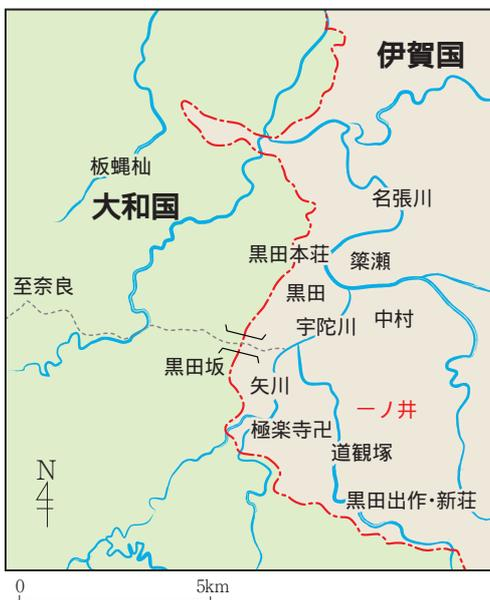 伊賀国
板蝿杣
大和国
名張川
黒田本荘
簗瀬
至奈良
黒田
宇陀川
中村
黒田坂
矢川
一ノ井
極楽寺卍
道観塚
N
黒田出作・新荘
0
5km